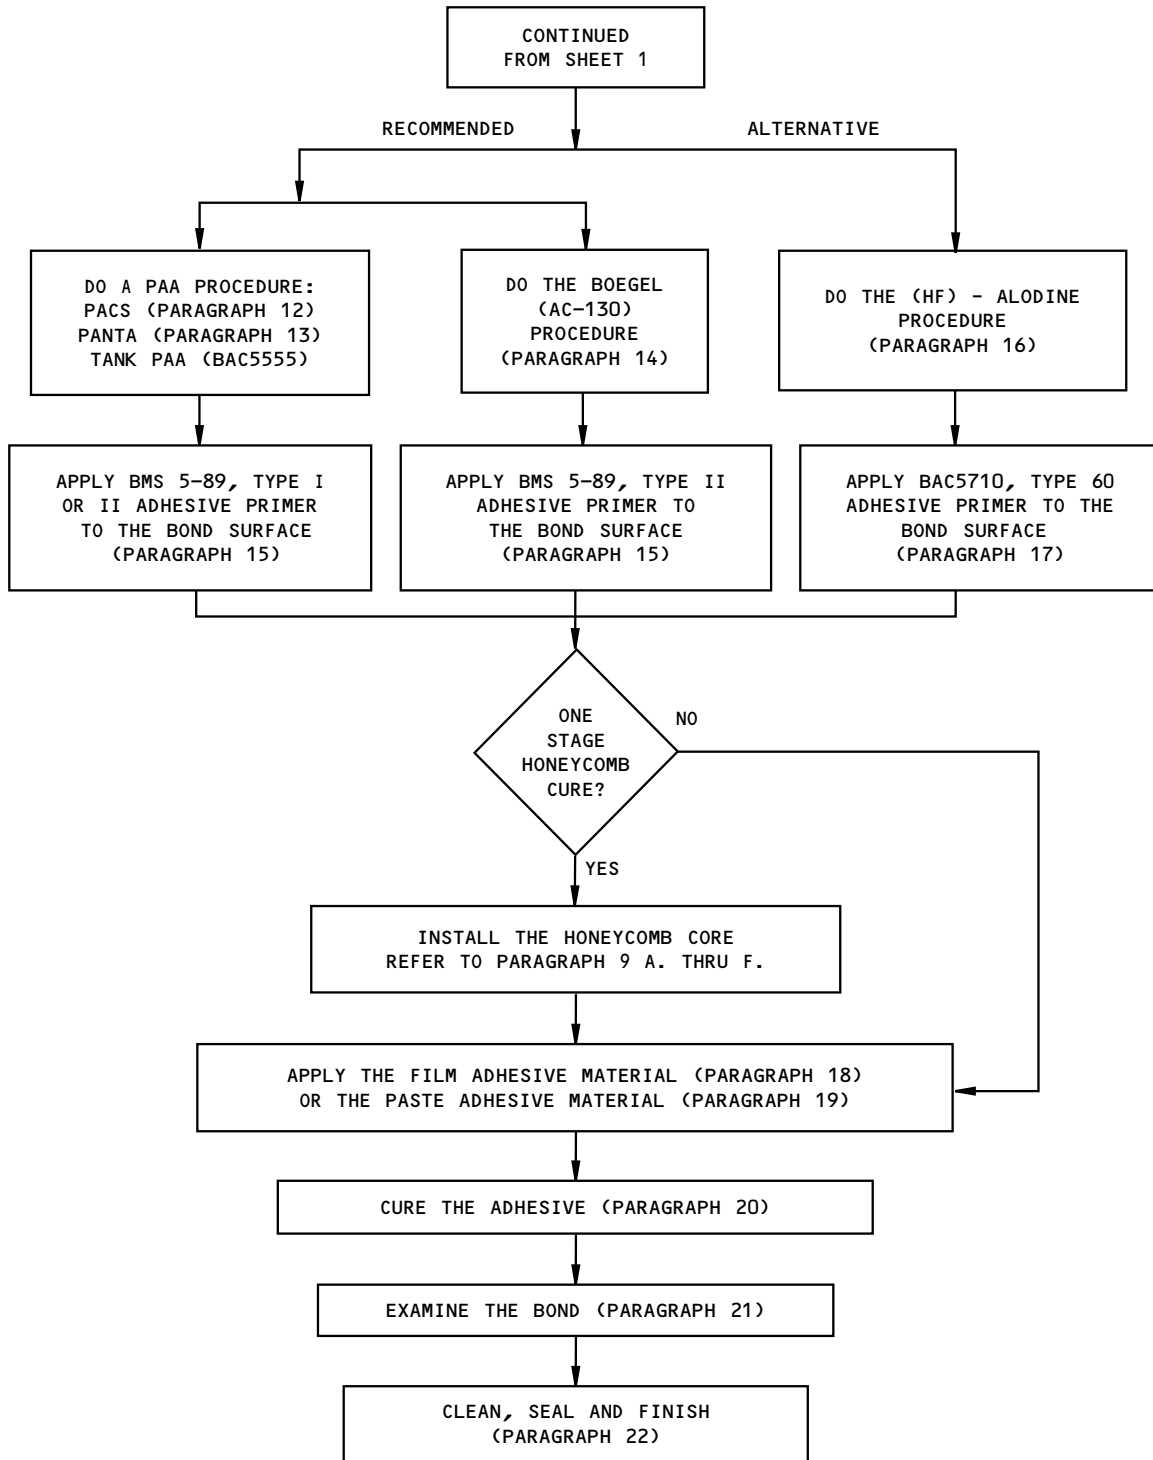 CONTINUED
FROM SHEET 1
RECOMMENDED
ALTERNATIVE
DO A PAA PROCEDURE:
PACS (PARAGRAPH 12)
PANTA (PARAGRAPH 13)
TANK PAA (BAC5555)
DO THE BOEGEL
(AC-130)
PROCEDURE
(PARAGRAPH 14)
DO THE (HF) - ALODINE
PROCEDURE
(PARAGRAPH 16)
APPLY BMS 5-89, TYPE I
OR II ADHESIVE PRIMER
TO THE BOND SURFACE
(PARAGRAPH 15)
APPLY BMS 5-89, TYPE II
ADHESIVE PRIMER TO
THE BOND SURFACE
(PARAGRAPH 15)
APPLY BAC5710, TYPE 60
ADHESIVE PRIMER TO THE
BOND SURFACE
(PARAGRAPH 17)
ONE
STAGE
HONEYCOMB
CURE?
NO
YES
INSTALL THE HONEYCOMB CORE
REFER TO PARAGRAPH 9 A. THRU F.
APPLY THE FILM ADHESIVE MATERIAL (PARAGRAPH 18)
OR THE PASTE ADHESIVE MATERIAL (PARAGRAPH 19)
CURE THE ADHESIVE (PARAGRAPH 20)
EXAMINE THE BOND (PARAGRAPH 21)
CLEAN, SEAL AND FINISH
(PARAGRAPH 22)